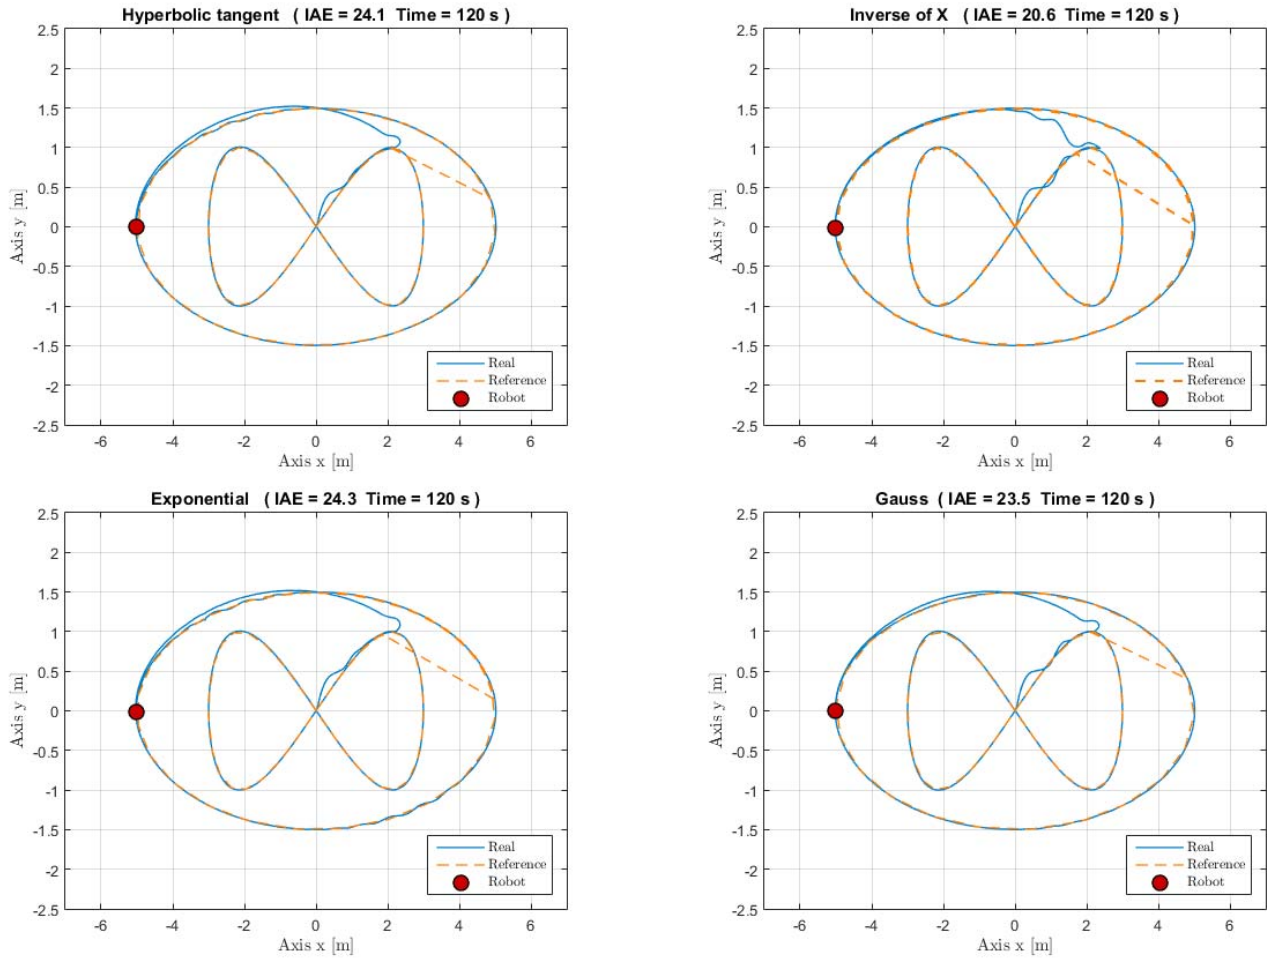 Hyperbolic tangent ( IAE = 24.1 Time = 120 s )
2.5
2
1.5
1
0.5
0
-0.5
-1
-1.5
-2
-2.5
Axis y [m]
Real
Reference
Robot
-6 -4 -2 0 2 4 6
Axis x [m]
Inverse of X ( IAE = 20.6 Time = 120 s )
2.5
2
1.5
1
0.5
0
-0.5
-1
-1.5
-2
-2.5
Axis y [m]
Real
Reference
Robot
-6 -4 -2 0 2 4 6
Axis x [m]
Exponential ( IAE = 24.3 Time = 120 s )
2.5
2
1.5
1
0.5
0
-0.5
-1
-1.5
-2
-2.5
Axis y [m]
Real
Reference
Robot
-6 -4 -2 0 2 4 6
Axis x [m]
Gauss ( IAE = 23.5 Time = 120 s )
2.5
2
1.5
1
0.5
0
-0.5
-1
-1.5
-2
-2.5
Axis y [m]
Real
Reference
Robot
-6 -4 -2 0 2 4 6
Axis x [m]